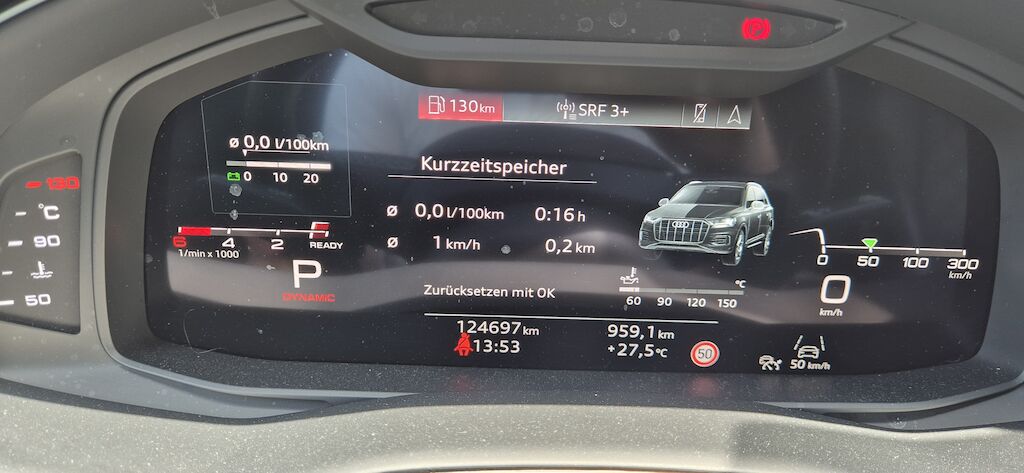 P
130 km
SRF 3+
ø 0,0 l/100km
0 10 20
Kurzzeitspeicher
ø 0,0 l/100km 0:16 h
ø 1 km/h 0,2 km
Zurücksetzen mit OK
130
°C
90
50
6 4 2 READY
1/min x 1000
P
DYNAMIC
°C
60 90 120 150
0 50 100 300
km/h
0
km/h
124697 km 959,1 km
13:53 +27,5 °C
50
50 km/h